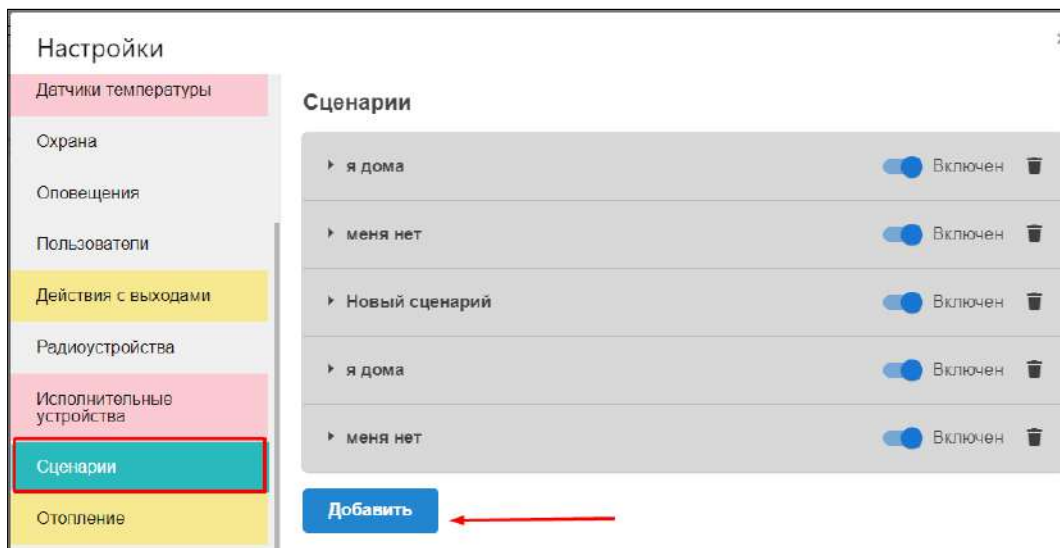 Настройки
Датчики температуры
Охрана
Оповещения
Пользователи
Действия с выходами
Радиоустройства
Исполнительные
устройства
Сценарии
Отопление
Сценарии
я дома
Включен
меня нет
Включен
Новый сценарий
Включен
я дома
Включен
меня нет
Включен
Добавить